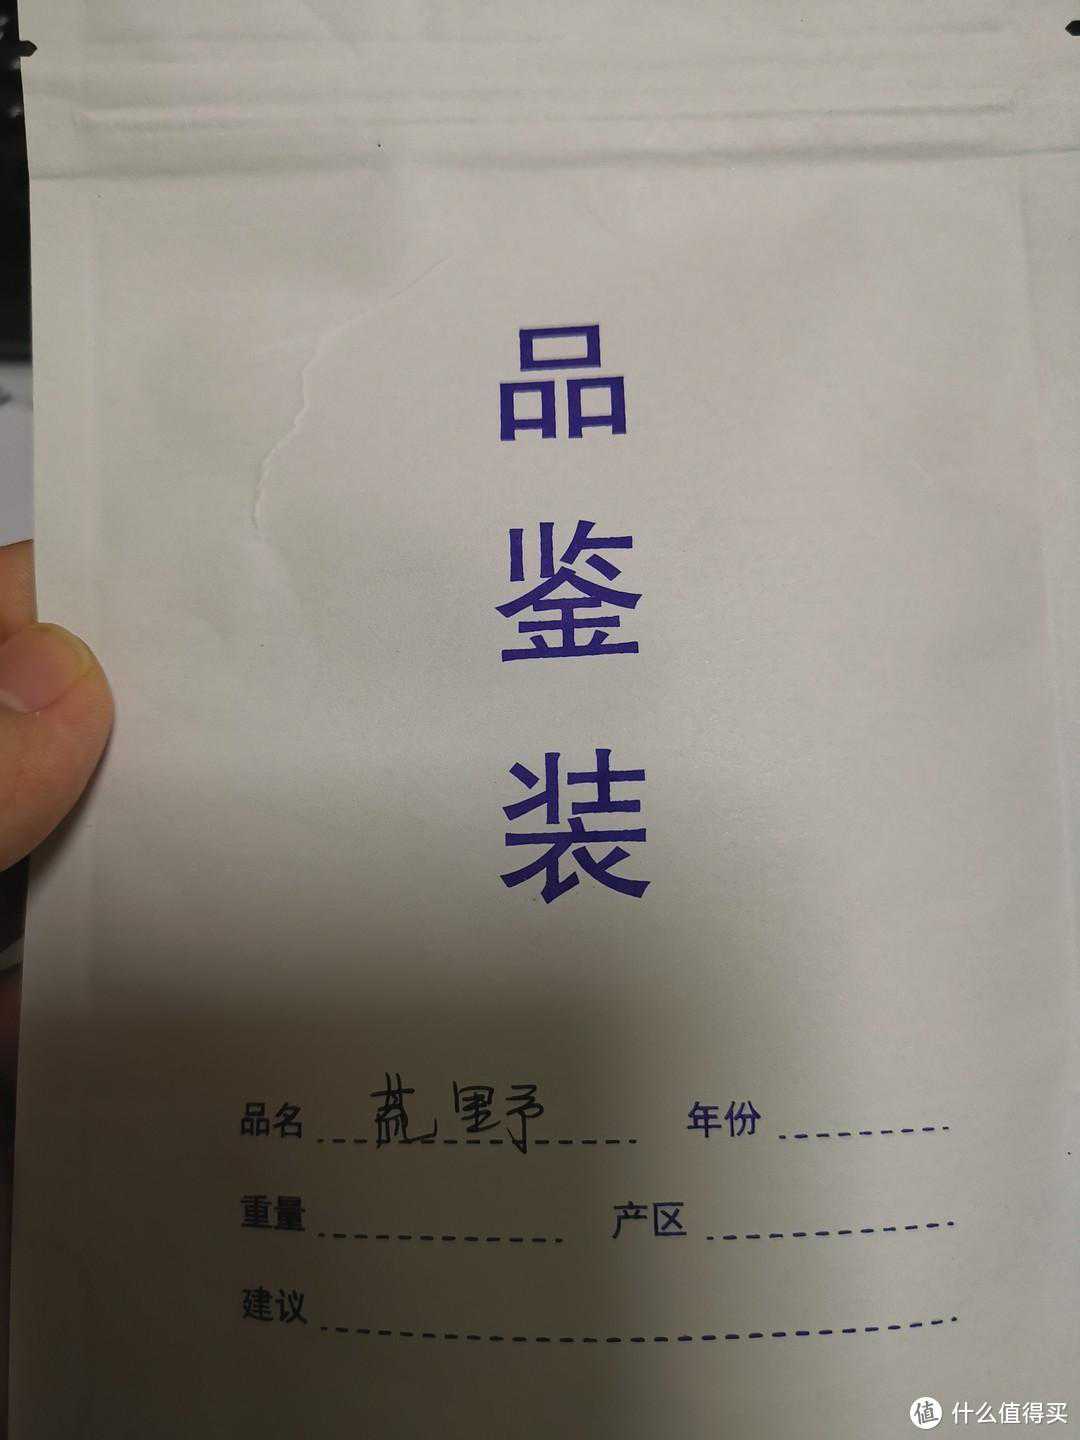 品鉴装
品名 荒野 年份
重量 产区
建议
值 什么值得买